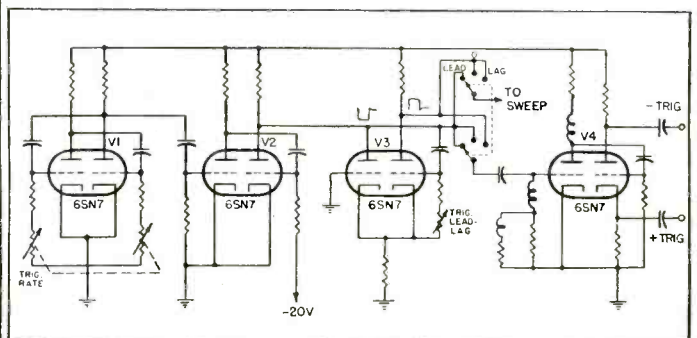 O
LEAD
LAG
TO
SWEEP
- TRIG
V1
V2
V3
V4
6SN7
6SN7
6SN7
6SN7
TRIG.
LEAD-
LAG
+ TRIG
TRIG.
RATE
-20V